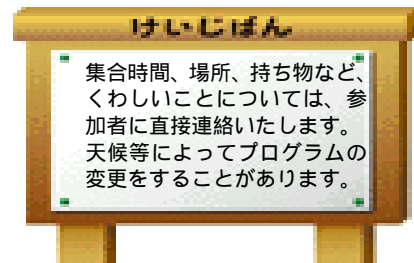 けいじばん
集合時間、場所、持ち物など、
くわしいことについては、参
加者に直接連絡いたします。
天候等によってプログラムの
変更をすることがあります。